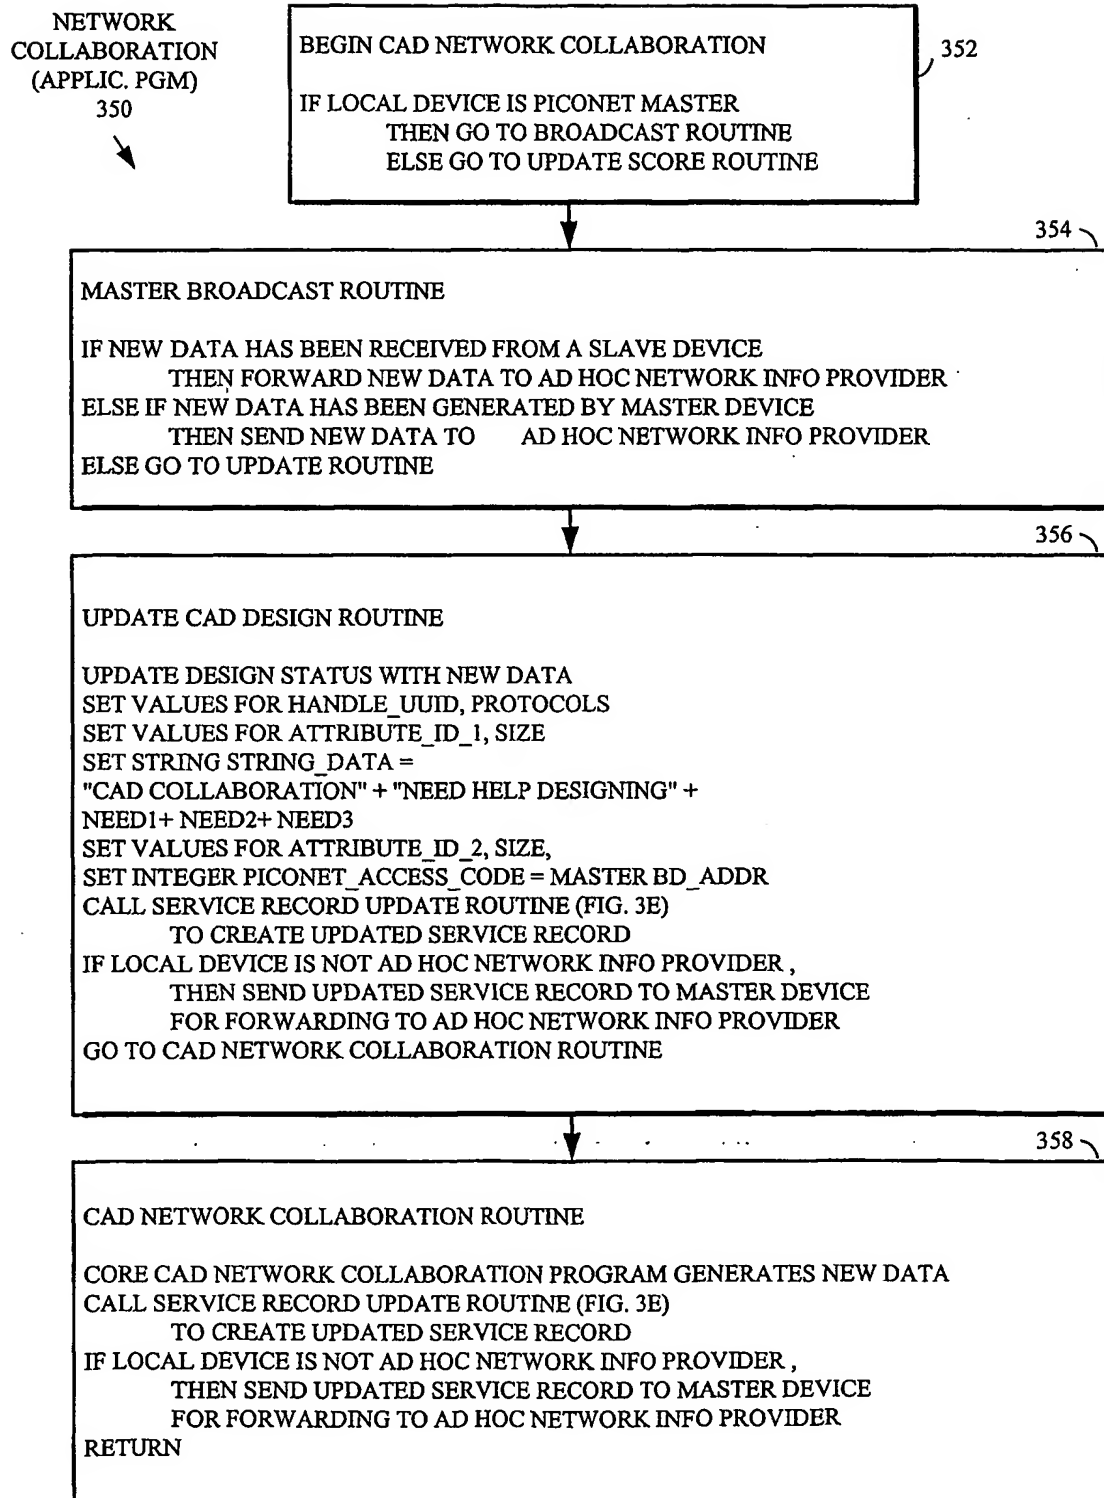 NETWORK
COLLABORATION
(APPLIC. PGM)
350
BEGIN CAD NETWORK COLLABORATION
352
IF LOCAL DEVICE IS PICONET MASTER
THEN GO TO BROADCAST ROUTINE
ELSE GO TO UPDATE SCORE ROUTINE
354
MASTER BROADCAST ROUTINE
IF NEW DATA HAS BEEN RECEIVED FROM A SLAVE DEVICE
THEN FORWARD NEW DATA TO AD HOC NETWORK INFO PROVIDER
ELSE IF NEW DATA HAS BEEN GENERATED BY MASTER DEVICE
THEN SEND NEW DATA TO AD HOC NETWORK INFO PROVIDER
ELSE GO TO UPDATE ROUTINE
356
UPDATE CAD DESIGN ROUTINE
UPDATE DESIGN STATUS WITH NEW DATA
SET VALUES FOR HANDLE_UUID, PROTOCOLS
SET VALUES FOR ATTRIBUTE_ID_1, SIZE
SET STRING STRING_DATA =
"CAD COLLABORATION" + "NEED HELP DESIGNING" +
NEED1+ NEED2+ NEED3
SET VALUES FOR ATTRIBUTE_ID_2, SIZE,
SET INTEGER PICONET_ACCESS_CODE = MASTER BD_ADDR
CALL SERVICE RECORD UPDATE ROUTINE (FIG. 3E)
TO CREATE UPDATED SERVICE RECORD
IF LOCAL DEVICE IS NOT AD HOC NETWORK INFO PROVIDER ,
THEN SEND UPDATED SERVICE RECORD TO MASTER DEVICE
FOR FORWARDING TO AD HOC NETWORK INFO PROVIDER
GO TO CAD NETWORK COLLABORATION ROUTINE
358
CAD NETWORK COLLABORATION ROUTINE
CORE CAD NETWORK COLLABORATION PROGRAM GENERATES NEW DATA
CALL SERVICE RECORD UPDATE ROUTINE (FIG. 3E)
TO CREATE UPDATED SERVICE RECORD
IF LOCAL DEVICE IS NOT AD HOC NETWORK INFO PROVIDER ,
THEN SEND UPDATED SERVICE RECORD TO MASTER DEVICE
FOR FORWARDING TO AD HOC NETWORK INFO PROVIDER
RETURN